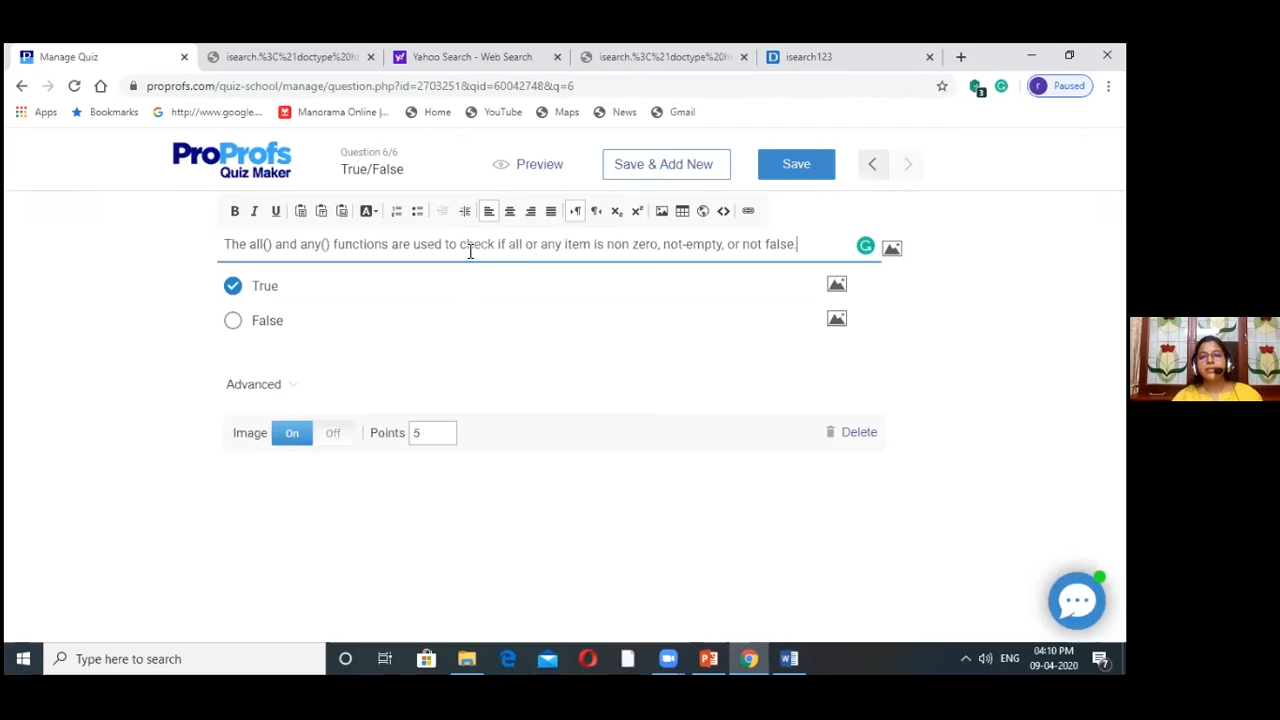 Manage Quiz
isearch.%3C%21doctype%20ht
Yahoo Search - Web Search
isearch.%3C%21doctype%20ht
isearch123
proprofs.com/quiz-school/manage/question.php?id=2703251&qid=60042748&q=6
3
r Paused
Apps
Bookmarks
http://www.google....
Manorama Online |...
Home
YouTube
Maps
News
Gmail
ProProfs
Quiz Maker
Question 6/6
True/False
Preview
Save & Add New
Save
B I U
The all() and any() functions are used to check if all or any item is non zero, not-empty, or not false.
True
False
Advanced
Image On Off Points 5
Delete
Type here to search
ENG
04:10 PM
09-04-2020
7